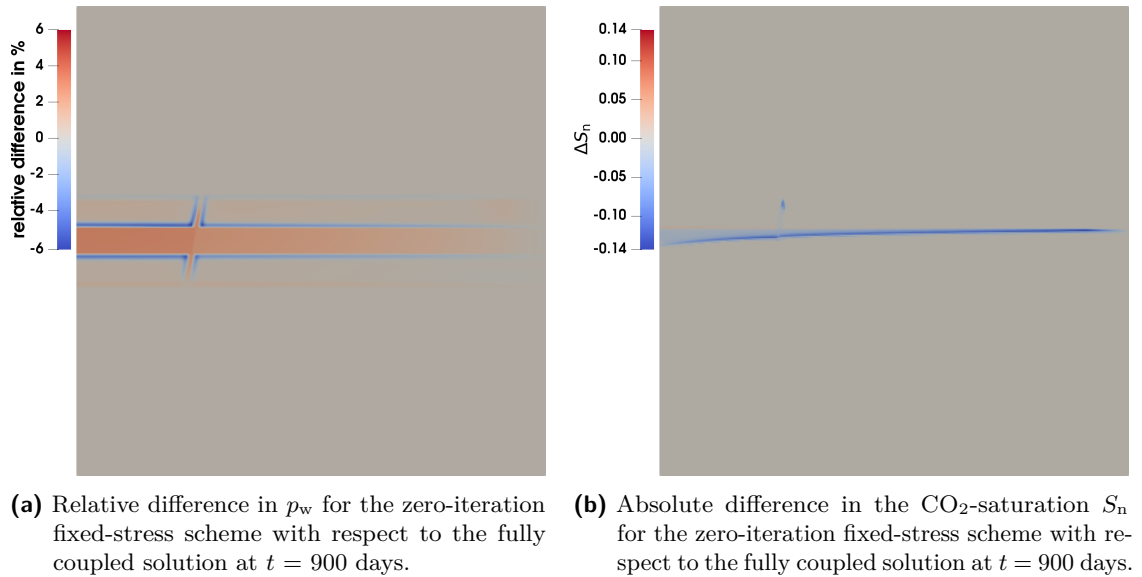 6
4
2
0
-2
-4
-6
relative difference in %
0.14
0.10
0.05
0.00
-0.05
-0.10
-0.14
ΔSn
(a) Relative difference in pw for the zero-iteration
fixed-stress scheme with respect to the fully
coupled solution at t = 900 days.
(b) Absolute difference in the CO₂-saturation Sn
for the zero-iteration fixed-stress scheme with re-
spect to the fully coupled solution at t = 900 days.